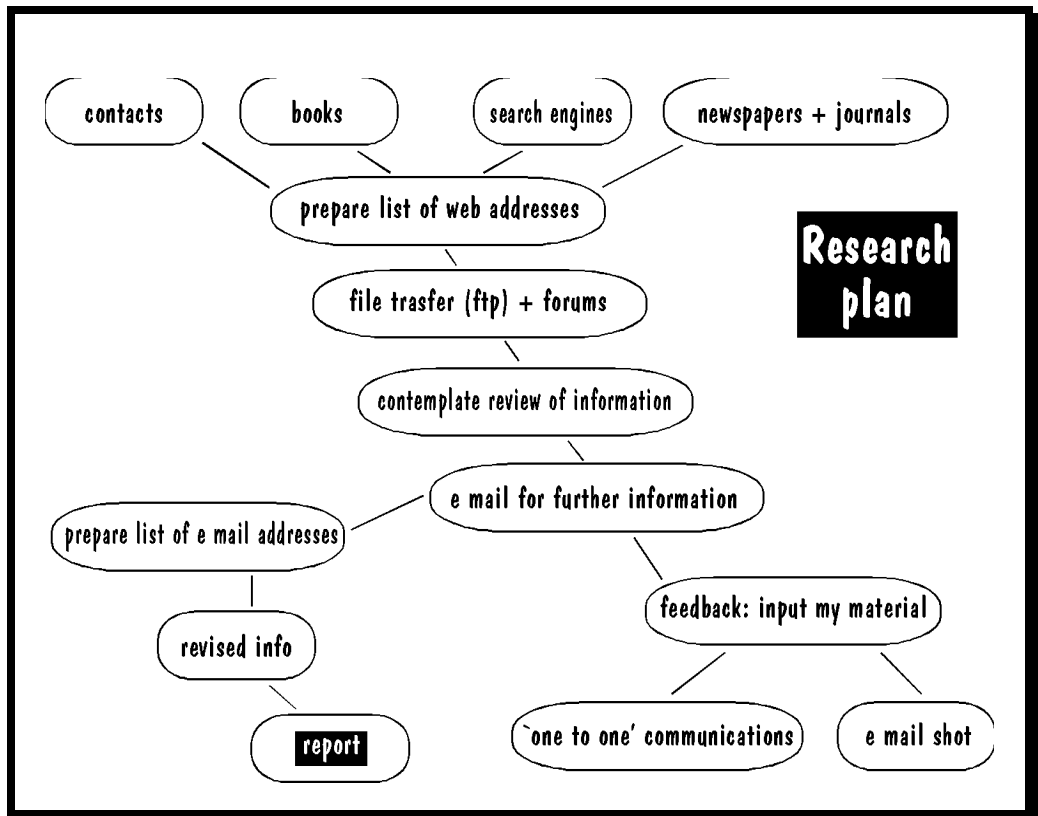 contacts
books
search engines
newspapers + journals
prepare list of web addresses
Research
plan
file trasfer (ftp) + forums
contemplate review of information
e mail for further information
prepare list of e mail addresses
feedback: input my material
revised info
report
`one to one' communications
e mail shot